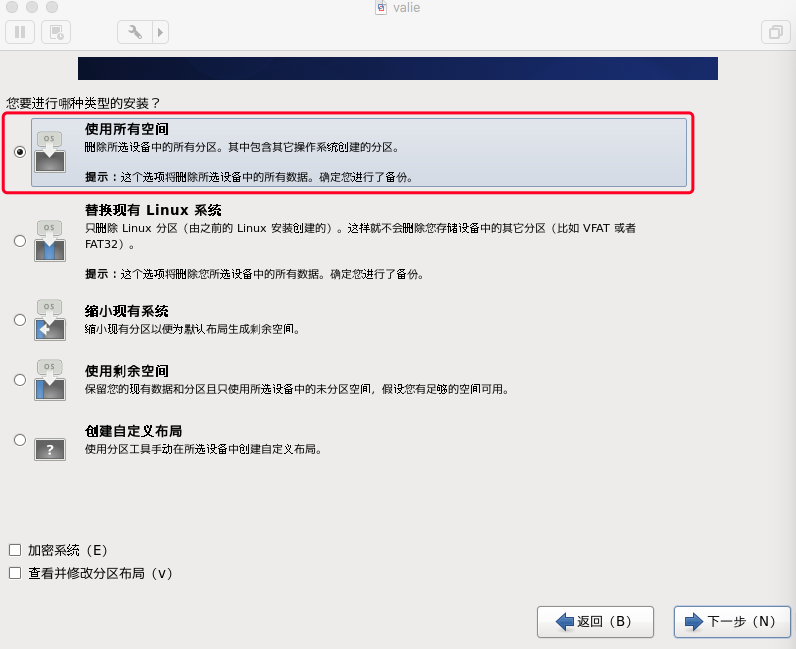 valie
您要进行哪种类型的安装？
OS
使用所有空间
删除所选设备中的所有分区。其中包含其它操作系统创建的分区。
提示：这个选项将删除所选设备中的所有数据。确定您进行了备份。
OS
替换现有 Linux 系统
只删除 Linux 分区（由之前的 Linux 安装创建的）。这样就不会删除您存储设备中的其它分区（比如 VFAT 或者
FAT32）。
提示：这个选项将删除您所选设备中的所有数据。确定您进行了备份。
OS
缩小现有系统
缩小现有分区以便为默认布局生成剩余空间。
OS
使用剩余空间
保留您的现有数据和分区且只使用所选设备中的未分区空间，假设您有足够的空间可用。
?
创建自定义布局
使用分区工具手动在所选设备中创建自定义布局。
加密系统（E）
查看并修改分区布局（v）
返回（B）
下一步（N）